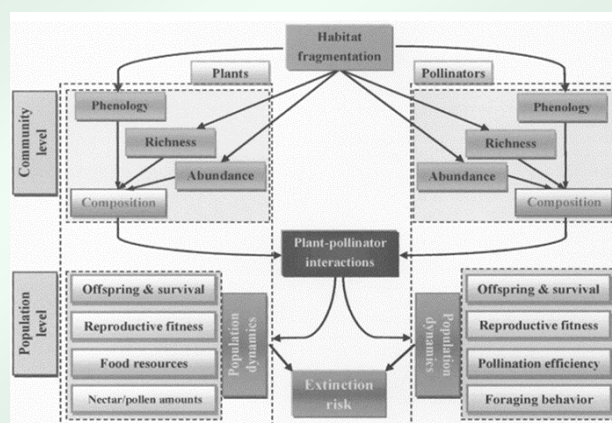 Habitat
fragmentation
Plants
Pollinators
Community
level
Phenology
Richness
Abundance
Composition
Phenology
Richness
Abundance
Composition
Plant-pollinator
interactions
Population
level
Offspring & survival
Reproductive fitness
Food resources
Nectar/pollen amounts
Population
dynamics
Extinction
risk
Population
dynamics
Offspring & survival
Reproductive fitness
Pollination efficiency
Foraging behavior